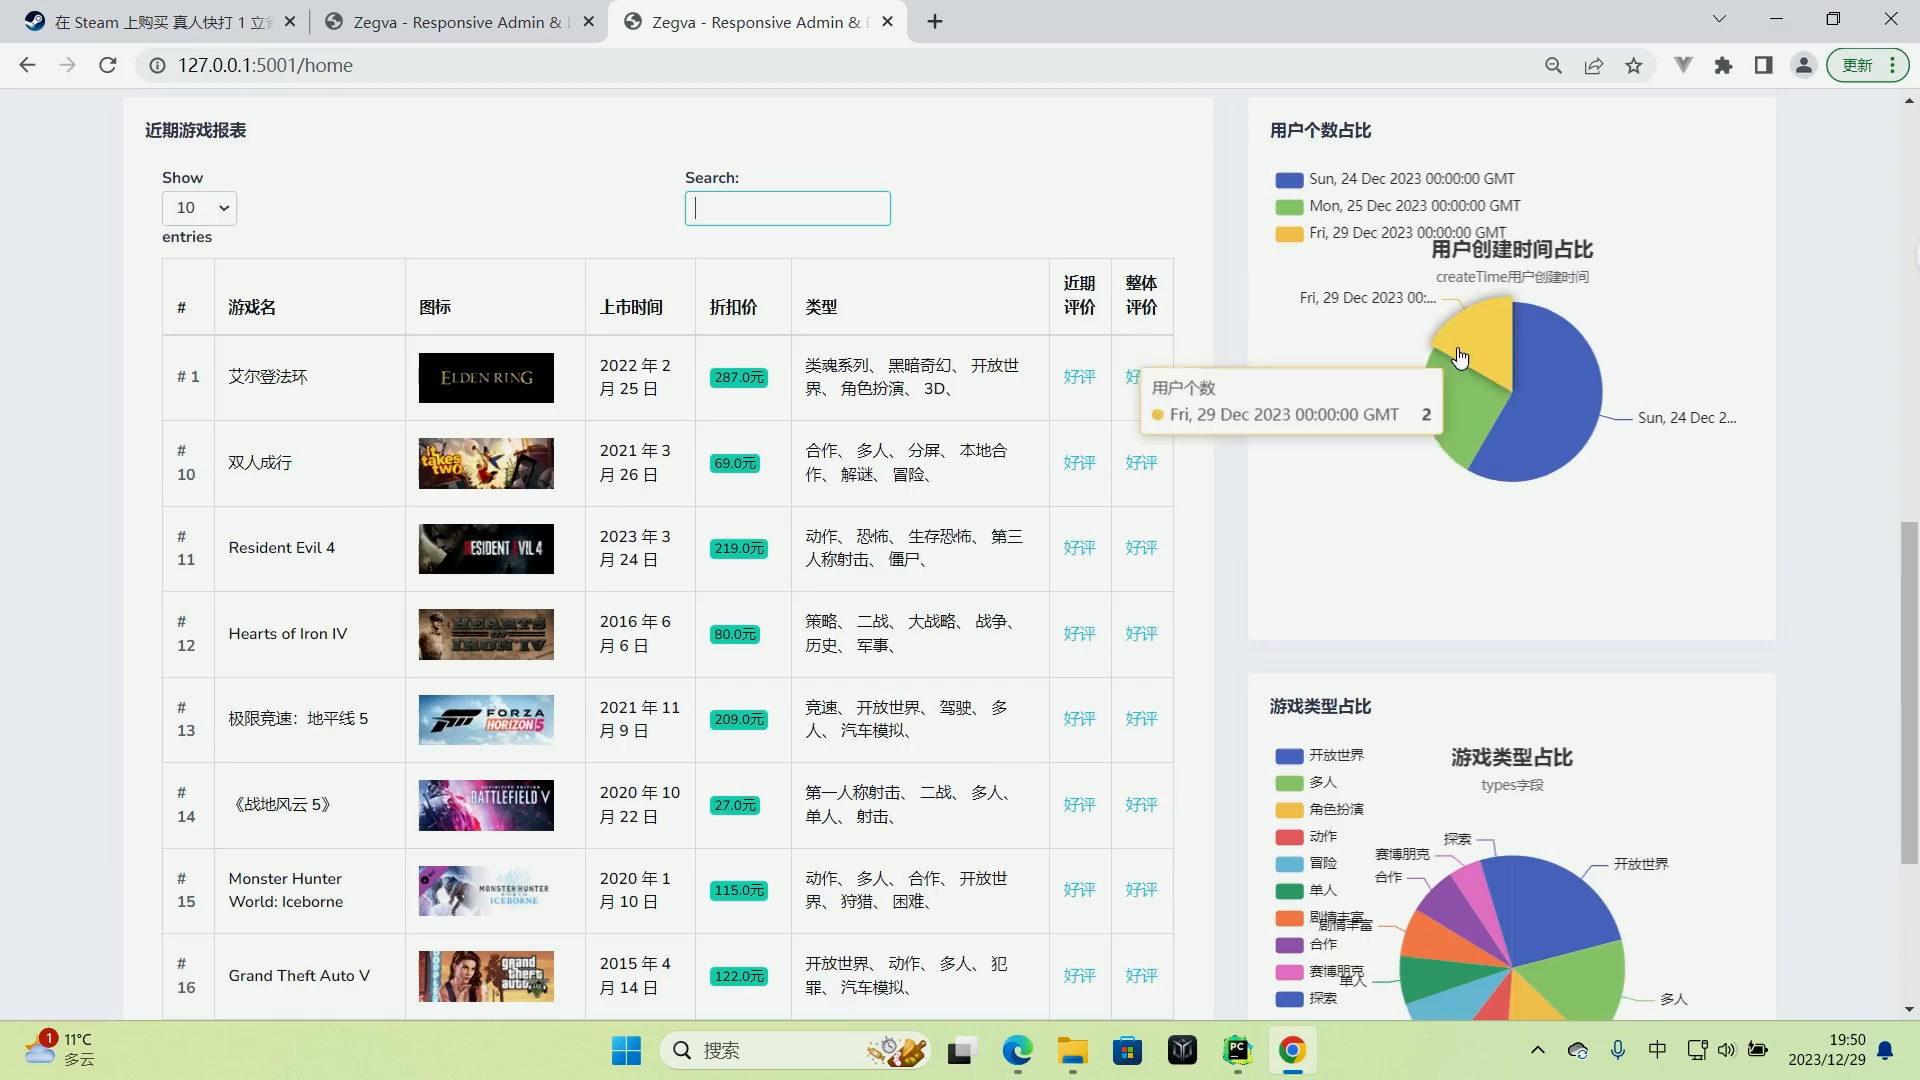 在 Steam 上购买 真人快打 1 立省
Zegva - Responsive Admin & D
Zegva - Responsive Admin & D
127.0.0.1:5001/home
更新
近期游戏报表
Show
10
entries
Search:
# 游戏名 图标 上市时间 折扣价 类型 近期评价 整体评价
# 1 艾尔登法环 ELDEN RING 2022 年 2 月 25 日 287.0元 类魂系列、 黑暗奇幻、 开放世界、 角色扮演、 3D、 好评 好
# 10 双人成行 it takes two 2021 年 3 月 26 日 69.0元 合作、 多人、 分屏、 本地合作、 解谜、 冒险、 好评 好评
# 11 Resident Evil 4 RESIDENT EVIL 4 2023 年 3 月 24 日 219.0元 动作、 恐怖、 生存恐怖、 第三人称射击、 僵尸、 好评 好评
# 12 Hearts of Iron IV HEARTS OF IRON IV 2016 年 6 月 6 日 80.0元 策略、 二战、 大战略、 战争、 历史、 军事、 好评 好评
# 13 极限竞速：地平线 5 FORZA HORIZON 5 2021 年 11 月 9 日 209.0元 竞速、 开放世界、 驾驶、 多人、 汽车模拟、 好评 好评
# 14 《战地风云 5》 DEFINITIVE EDITION BATTLEFIELD V 2020 年 10 月 22 日 27.0元 第一人称射击、 二战、 多人、 单人、 射击、 好评 好评
# 15 Monster Hunter World: Iceborne MONSTER HUNTER WORLD ICEBORNE 2020 年 1 月 10 日 115.0元 动作、 多人、 合作、 开放世界、 狩猎、 困难、 好评 好评
# 16 Grand Theft Auto V grand theft auto V 2015 年 4 月 14 日 122.0元 开放世界、 动作、 多人、 犯罪、 汽车模拟、 好评 好评
用户个数占比
Sun, 24 Dec 2023 00:00:00 GMT
Mon, 25 Dec 2023 00:00:00 GMT
Fri, 29 Dec 2023 00:00:00 GMT
用户创建时间占比
createTime用户创建时间
Fri, 29 Dec 2023 00:...
用户个数
Fri, 29 Dec 2023 00:00:00 GMT 2
Sun, 24 Dec 2...
游戏类型占比
游戏类型占比
types字段
开放世界
多人
角色扮演
动作
冒险
单人
剧情丰富
合作
赛博朋克
探索
探索
赛博朋克
合作
剧情丰富
单人
开放世界
多人
1
11°C
多云
搜索
PC
中
19:50
2023/12/29